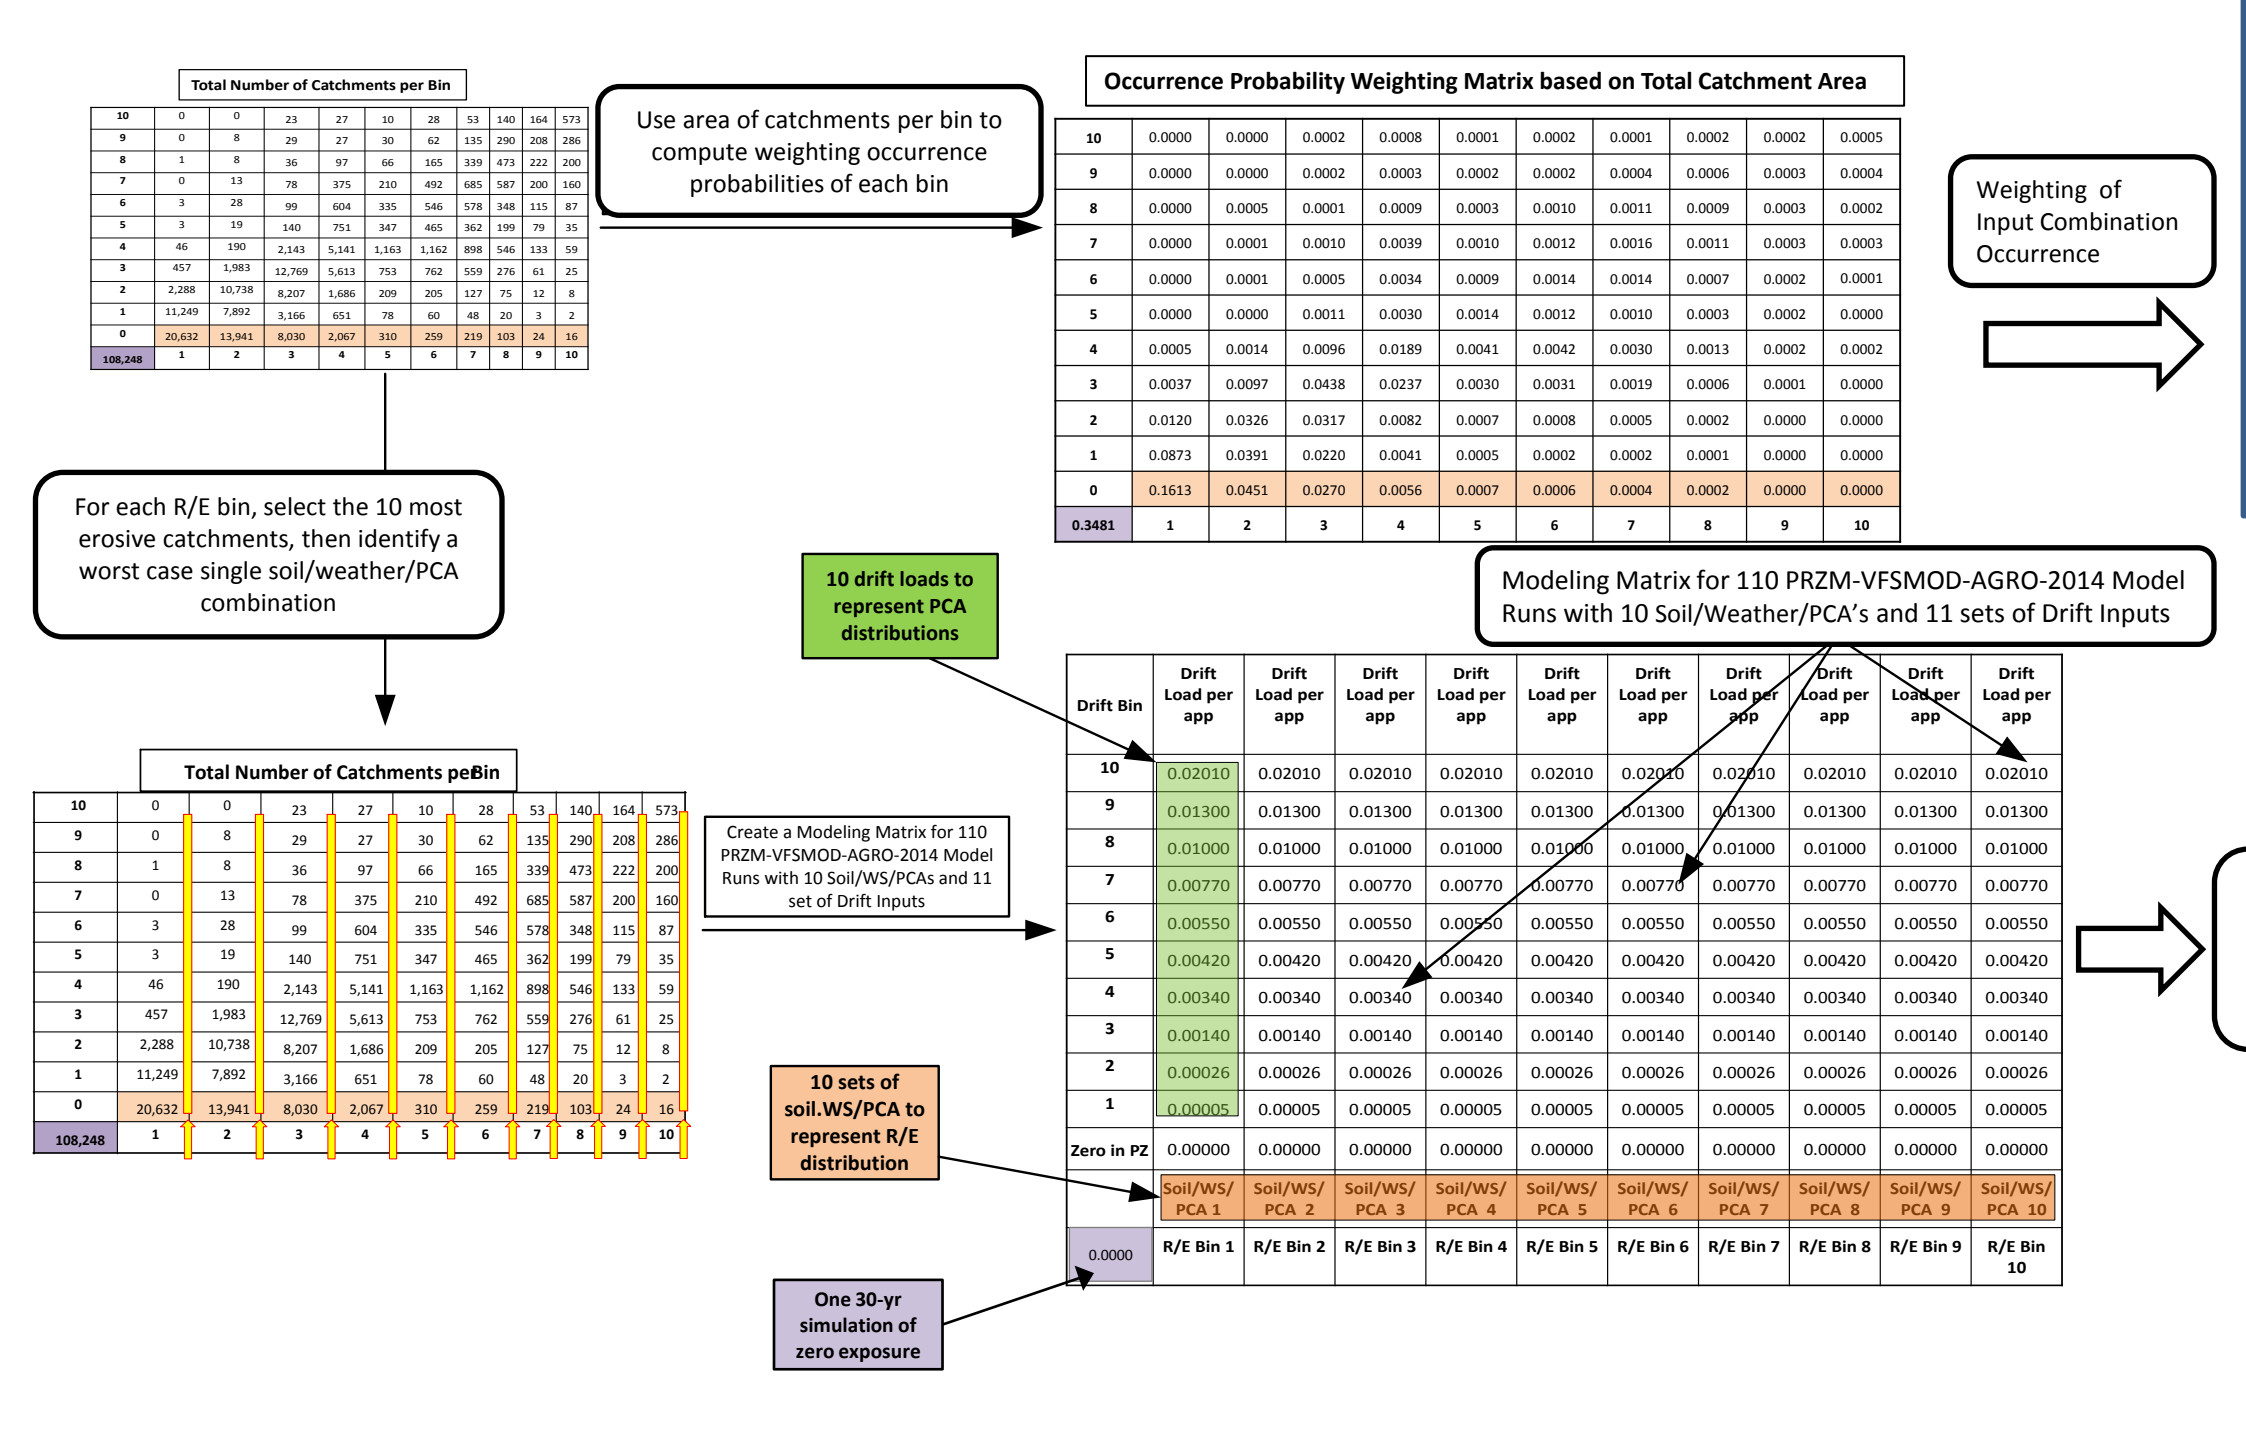 Total Number of Catchments per Bin
10 0 0 23 27 10 28 53 140 164 573
9 0 8 29 27 30 62 135 290 208 286
8 1 8 36 97 66 165 339 473 222 200
7 0 13 78 375 210 492 685 587 200 160
6 3 28 99 604 335 546 578 348 115 87
5 3 19 140 751 347 465 362 199 79 35
4 46 190 2,143 5,141 1,163 1,162 898 546 133 59
3 457 1,983 12,769 5,613 753 762 559 276 61 25
2 2,288 10,738 8,207 1,686 209 205 127 75 12 8
1 11,249 7,892 3,166 651 78 60 48 20 3 2
0 20,632 13,941 8,030 2,067 310 259 219 103 24 16
108,248 1 2 3 4 5 6 7 8 9 10
Use area of catchments per bin to
compute weighting occurrence
probabilities of each bin
Occurrence Probability Weighting Matrix based on Total Catchment Area
10 0.0000 0.0000 0.0002 0.0008 0.0001 0.0002 0.0001 0.0002 0.0002 0.0005
9 0.0000 0.0000 0.0002 0.0003 0.0002 0.0002 0.0004 0.0006 0.0003 0.0004
8 0.0000 0.0005 0.0001 0.0009 0.0003 0.0010 0.0011 0.0009 0.0003 0.0002
7 0.0000 0.0001 0.0010 0.0039 0.0010 0.0012 0.0016 0.0011 0.0003 0.0003
6 0.0000 0.0001 0.0005 0.0034 0.0009 0.0014 0.0014 0.0007 0.0002 0.0001
5 0.0000 0.0000 0.0011 0.0030 0.0014 0.0012 0.0010 0.0003 0.0002 0.0000
4 0.0005 0.0014 0.0096 0.0189 0.0041 0.0042 0.0030 0.0013 0.0002 0.0002
3 0.0037 0.0097 0.0438 0.0237 0.0030 0.0031 0.0019 0.0006 0.0001 0.0000
2 0.0120 0.0326 0.0317 0.0082 0.0007 0.0008 0.0005 0.0002 0.0000 0.0000
1 0.0873 0.0391 0.0220 0.0041 0.0005 0.0002 0.0002 0.0001 0.0000 0.0000
0 0.1613 0.0451 0.0270 0.0056 0.0007 0.0006 0.0004 0.0002 0.0000 0.0000
0.3481 1 2 3 4 5 6 7 8 9 10
Weighting of
Input Combination
Occurrence
For each R/E bin, select the 10 most
erosive catchments, then identify a
worst case single soil/weather/PCA
combination
10 drift loads to
represent PCA
distributions
Modeling Matrix for 110 PRZM-VFSMOD-AGRO-2014 Model
Runs with 10 Soil/Weather/PCA's and 11 sets of Drift Inputs
Total Number of Catchments perBin
10 0 0 23 27 10 28 53 140 164 573
9 0 8 29 27 30 62 135 290 208 286
8 1 8 36 97 66 165 339 473 222 200
7 0 13 78 375 210 492 685 587 200 160
6 3 28 99 604 335 546 578 348 115 87
5 3 19 140 751 347 465 362 199 79 35
4 46 190 2,143 5,141 1,163 1,162 898 546 133 59
3 457 1,983 12,769 5,613 753 762 559 276 61 25
2 2,288 10,738 8,207 1,686 209 205 127 75 12 8
1 11,249 7,892 3,166 651 78 60 48 20 3 2
0 20,632 13,941 8,030 2,067 310 259 219 103 24 16
108,248 1 2 3 4 5 6 7 8 9 10
Create a Modeling Matrix for 110
PRZM-VFSMOD-AGRO-2014 Model
Runs with 10 Soil/WS/PCAs and 11
set of Drift Inputs
Drift Drift Drift Drift Drift Drift Drift Drift Drift Drift
Drift Bin Load per Load per Load per Load per Load per Load per Load per Load per Load per Load per
app app app app app app app app app app
10 0.02010 0.02010 0.02010 0.02010 0.02010 0.02010 0.02010 0.02010 0.02010 0.02010
9 0.01300 0.01300 0.01300 0.01300 0.01300 0.01300 0.01300 0.01300 0.01300 0.01300
8 0.01000 0.01000 0.01000 0.01000 0.01000 0.01000 0.01000 0.01000 0.01000 0.01000
7 0.00770 0.00770 0.00770 0.00770 0.00770 0.00770 0.00770 0.00770 0.00770 0.00770
6 0.00550 0.00550 0.00550 0.00550 0.00550 0.00550 0.00550 0.00550 0.00550 0.00550
5 0.00420 0.00420 0.00420 0.00420 0.00420 0.00420 0.00420 0.00420 0.00420 0.00420
4 0.00340 0.00340 0.00340 0.00340 0.00340 0.00340 0.00340 0.00340 0.00340 0.00340
3 0.00140 0.00140 0.00140 0.00140 0.00140 0.00140 0.00140 0.00140 0.00140 0.00140
2 0.00026 0.00026 0.00026 0.00026 0.00026 0.00026 0.00026 0.00026 0.00026 0.00026
1 0.00005 0.00005 0.00005 0.00005 0.00005 0.00005 0.00005 0.00005 0.00005 0.00005
Zero in PZ 0.00000 0.00000 0.00000 0.00000 0.00000 0.00000 0.00000 0.00000 0.00000 0.00000
Soil/WS/ Soil/WS/ Soil/WS/ Soil/WS/ Soil/WS/ Soil/WS/ Soil/WS/ Soil/WS/ Soil/WS/ Soil/WS/
PCA 1 PCA 2 PCA 3 PCA 4 PCA 5 PCA 6 PCA 7 PCA 8 PCA 9 PCA 10
0.0000 R/E Bin 1 R/E Bin 2 R/E Bin 3 R/E Bin 4 R/E Bin 5 R/E Bin 6 R/E Bin 7 R/E Bin 8 R/E Bin 9 R/E Bin
10
10 sets of
soil.WS/PCA to
represent R/E
distribution
One 30-yr
simulation of
zero exposure